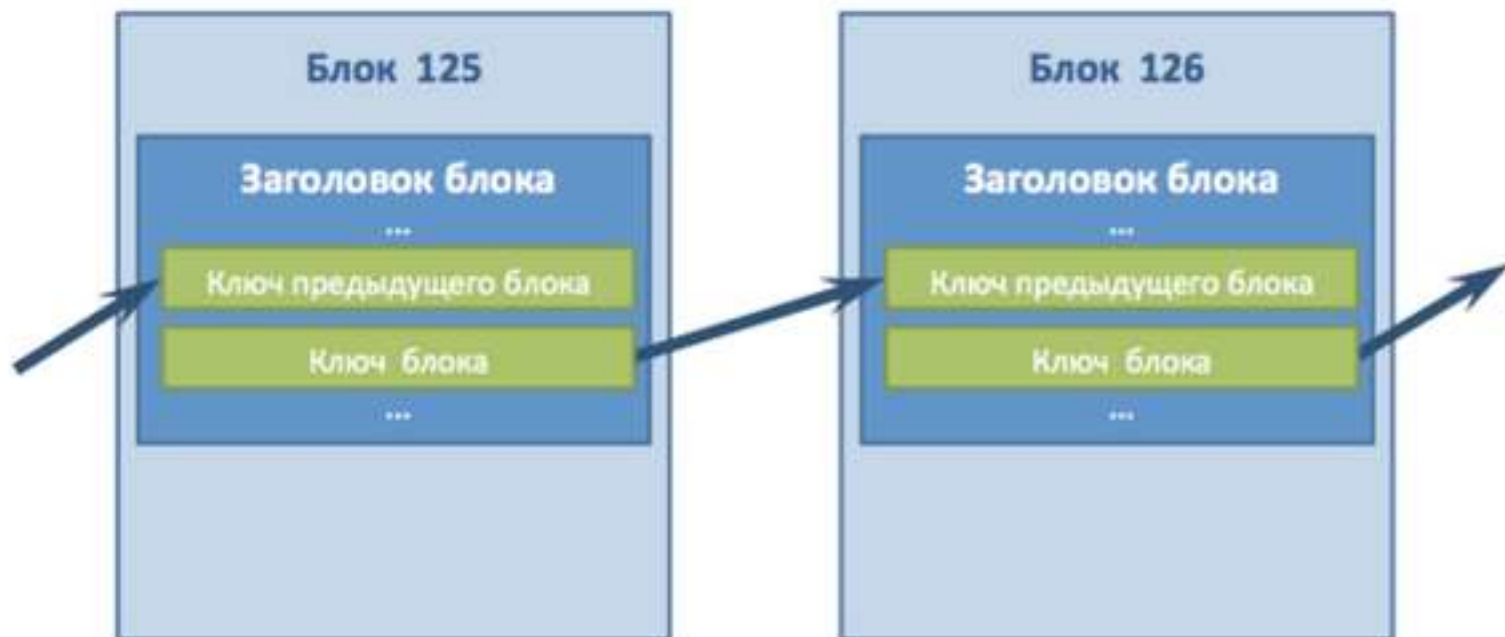 Блок 125
Заголовок блока
...
Ключ предыдущего блока
Ключ блока
...
Блок 126
Заголовок блока
...
Ключ предыдущего блока
Ключ блока
...